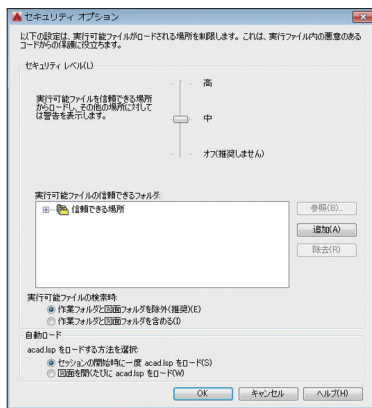 セキュリティ オプション
以下の設定は、実行可能ファイルがロードされる場所を制限します。これは、実行ファイル内の悪意のある
コードからの保護に役立ちます。
セキュリティ レベル(L)
高
実行可能ファイルを信頼できる場所
からロードし、その他の場所に対して
は警告を表示します。
中
オフ(推奨しません)
実行可能ファイルの信頼できるフォルダ:
信頼できる場所
参照(B)...
追加(A)
除去(R)
実行可能ファイルの検索時:
作業フォルダと図面フォルダを除外(推奨)(E)
作業フォルダと図面フォルダを含める(I)
自動ロード
acad.lsp をロードする方法を選択:
セッションの開始時に一度 acad.lsp をロード(S)
図面を開くたびに acad.lsp をロード(W)
OK
キャンセル
ヘルプ(H)